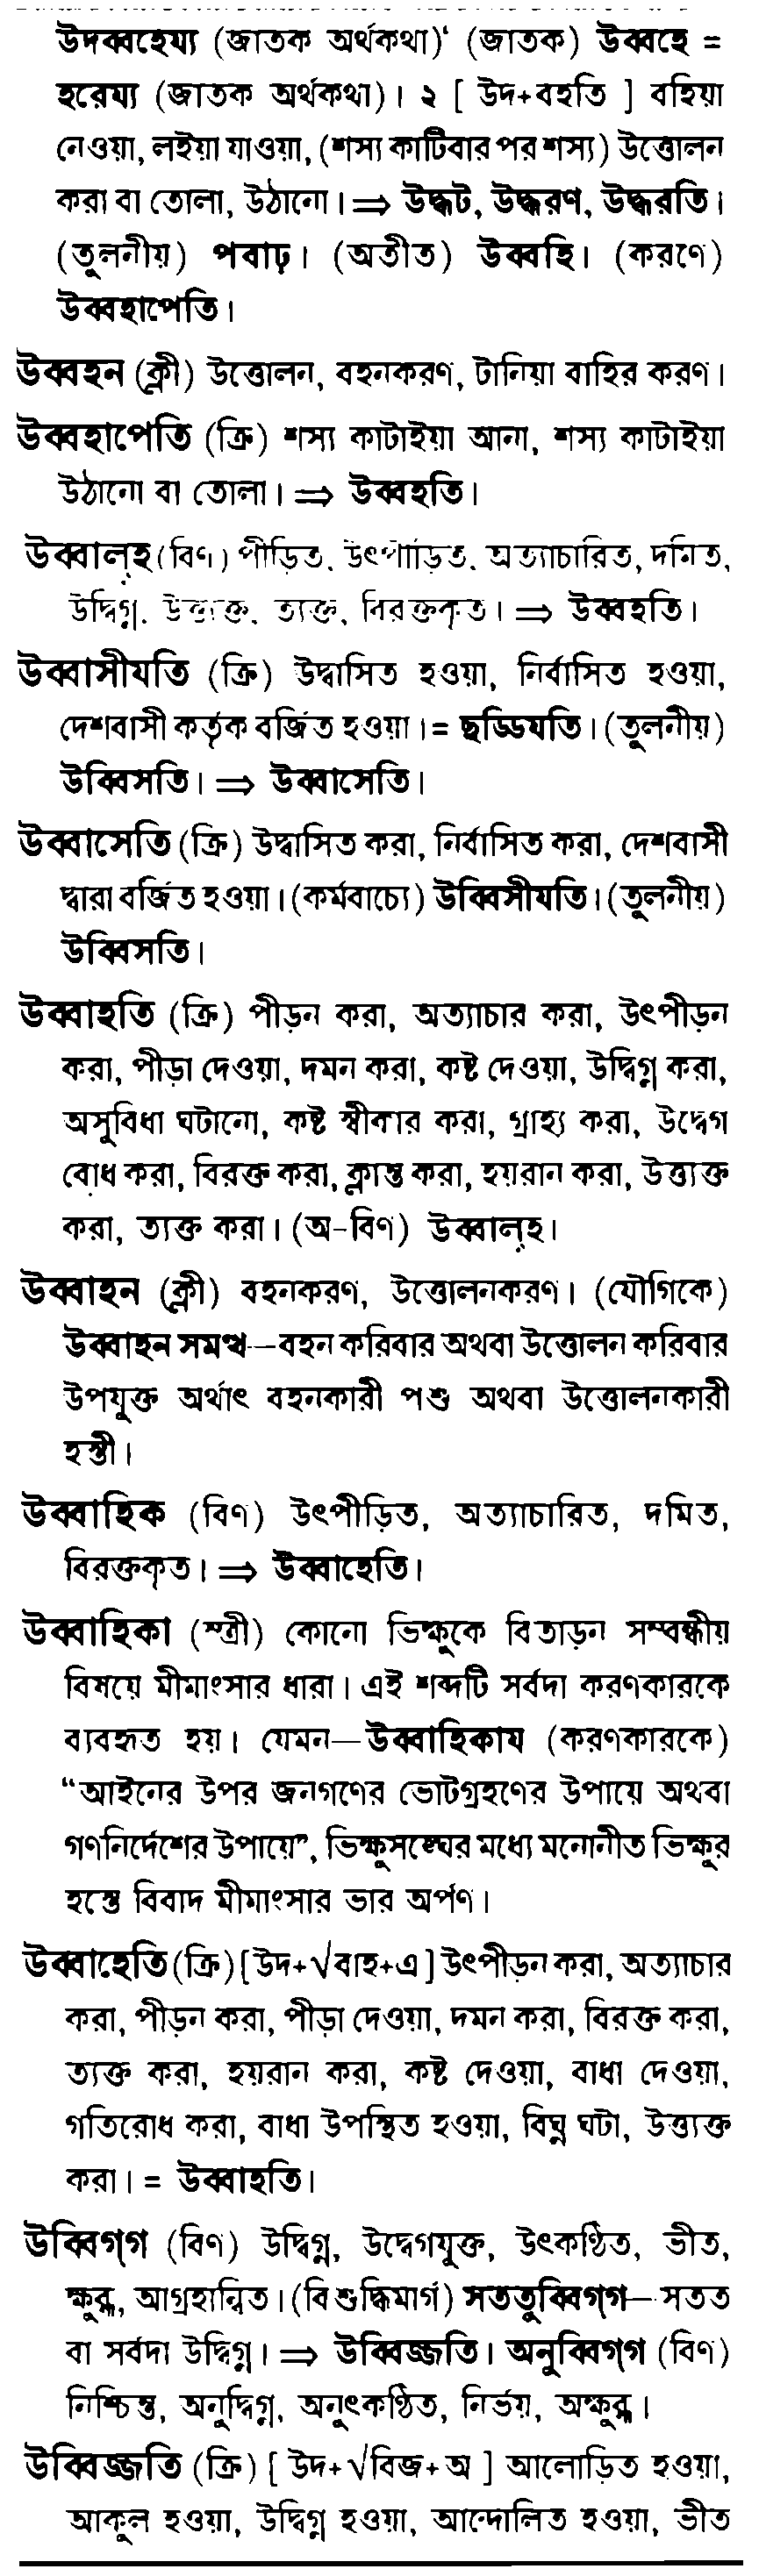 উদব্বহেয্য (জাতক অর্থকথা)' (জাতক) উব্বহে =
হরেয্য (জাতক অর্থকথা)। ২ [ উদ+বহতি ] বহিয়া
নেওয়া, লইয়া যাওয়া, (শস্য কাটিবার পর শস্য) উত্তোলন
করা বা তোলা, উঠানো। ⇒ উদ্ধট, উদ্ধরণ, উদ্ধরতি।
(তুলনীয়) পবাঢ়। (অতীত) উব্বহি। (করণে)
উব্বহাপেতি।
উব্বহন (ক্লী) উত্তোলন, বহনকরণ, টানিয়া বাহির করণ।
উব্বহাপেতি (ক্রি) শস্য কাটাইয়া আনা, শস্য কাটাইয়া
উঠানো বা তোলা। ⇒ উব্বহতি।
উব্বাল্হ (বিণ) পীড়িত, উৎপীড়িত, অত্যাচারিত, দমিত,
উদ্বিগ্ন, উত্ত্যক্ত, ত্যক্ত, বিরক্তকৃত। ⇒ উব্বহতি।
উব্বাসীযতি (ক্রি) উদ্বাসিত হওয়া, নির্বাসিত হওয়া,
দেশবাসী কর্তৃক বর্জিত হওয়া। = ছড্ডিযতি। (তুলনীয়)
উব্বিসতি। ⇒ উব্বাসেতি।
উব্বাসেতি (ক্রি) উদ্বাসিত করা, নির্বাসিত করা, দেশবাসী
দ্বারা বর্জিত হওয়া। (কর্মবাচ্যে) উব্বিসীযতি। (তুলনীয়)
উব্বিসতি।
উব্বাহতি (ক্রি) পীড়ন করা, অত্যাচার করা, উৎপীড়ন
করা, পীড়া দেওয়া, দমন করা, কষ্ট দেওয়া, উদ্বিগ্ন করা,
অসুবিধা ঘটানো, কষ্ট স্বীকার করা, গ্রাহ্য করা, উদ্বেগ
বোধ করা, বিরক্ত করা, ক্লান্ত করা, হয়রান করা, উত্ত্যক্ত
করা, ত্যক্ত করা। (অ-বিণ) উব্বাল্হ।
উব্বাহন (ক্লী) বহনকরণ, উত্তোলনকরণ। (যৌগিকে)
উব্বাহন সমত্থ—বহন করিবার অথবা উত্তোলন করিবার
উপযুক্ত অর্থাৎ বহনকারী পশু অথবা উত্তোলনকারী
হস্তী।
উব্বাহিক (বিণ) উৎপীড়িত, অত্যাচারিত, দমিত,
বিরক্তকৃত। ⇒ উব্বাহেতি।
উব্বাহিকা (স্ত্রী) কোনো ভিক্ষুকে বিতাড়ন সম্বন্ধীয়
বিষয়ে মীমাংসার ধারা। এই শব্দটি সর্বদা করণকারকে
ব্যবহৃত হয়। যেমন—উব্বাহিকায (করণকারকে)
“আইনের উপর জনগণের ভোটগ্রহণের উপায়ে অথবা
গণনির্দেশের উপায়ে”, ভিক্ষুসঙ্ঘের মধ্যে মনোনীত ভিক্ষুর
হস্তে বিবাদ মীমাংসার ভার অর্পণ।
উব্বাহেতি (ক্রি) [উদ+√বাহ+এ] উৎপীড়ন করা, অত্যাচার
করা, পীড়ন করা, পীড়া দেওয়া, দমন করা, বিরক্ত করা,
ত্যক্ত করা, হয়রান করা, কষ্ট দেওয়া, বাধা দেওয়া,
গতিরোধ করা, বাধা উপস্থিত হওয়া, বিঘ্ন ঘটা, উত্ত্যক্ত
করা। = উব্বাহতি।
উব্বিগ্গ (বিণ) উদ্বিগ্ন, উদ্বেগযুক্ত, উৎকণ্ঠিত, ভীত,
ক্ষুব্ধ, আগ্রহান্বিত। (বিশুদ্ধিমার্গ) সততুব্বিগ্গ—সতত
বা সর্বদা উদ্বিগ্ন। ⇒ উব্বিজ্জতি। অনুব্বিগ্গ (বিণ)
নিশ্চিন্ত, অনুদ্বিগ্ন, অনুৎকণ্ঠিত, নির্ভয়, অক্ষুব্ধ।
উব্বিজ্জতি (ক্রি) [ উদ+√বিজ+অ ] আলোড়িত হওয়া,
আকুল হওয়া, উদ্বিগ্ন হওয়া, আন্দোলিত হওয়া, ভীত